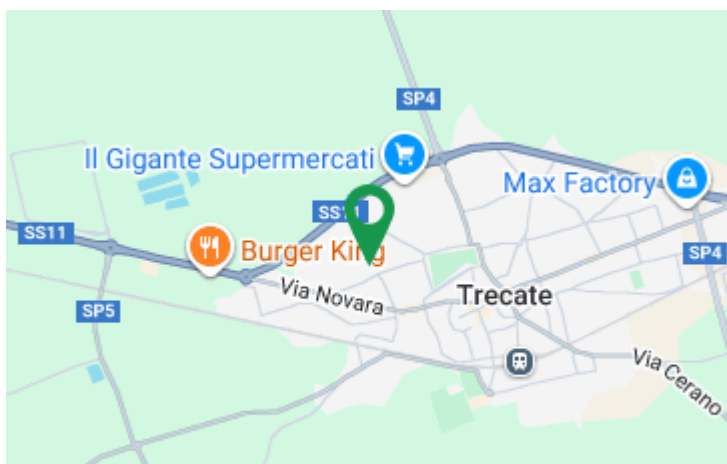 SP4
Il Gigante Supermercati
Max Factory
SS11
SS11
Burger King
SP4
Via Novara
Trecate
SP5
Via Cerano